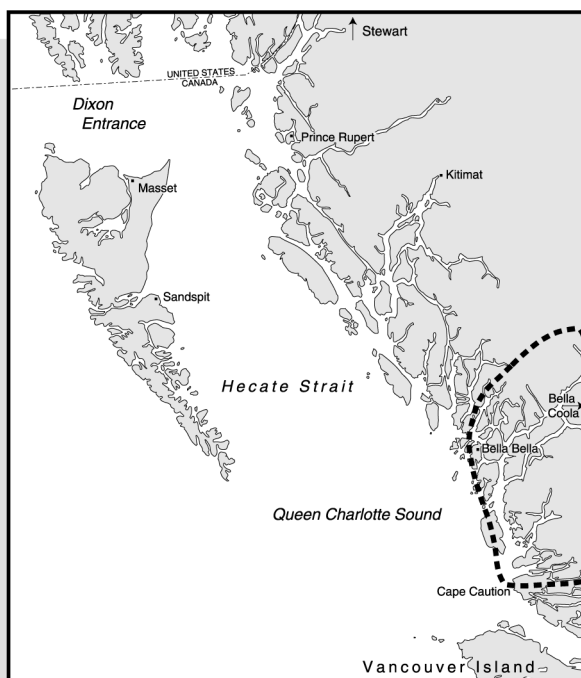 Stewart
UNITED STATES
CANADA
Dixon
Entrance
Prince Rupert
Kitimat
Masset
Sandspit
Hecate Strait
Bella
Coola
Bella Bella
Queen Charlotte Sound
Cape Caution
Vancouver Island